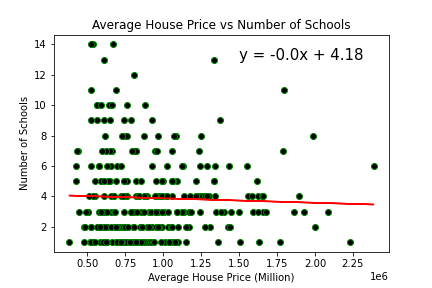 Average House Price vs Number of Schools
y = -0.0x + 4.18
Number of Schools
14
12
10
8
6
4
2
0.50 0.75 1.00 1.25 1.50 1.75 2.00 2.25
1e6
Average House Price (Million)